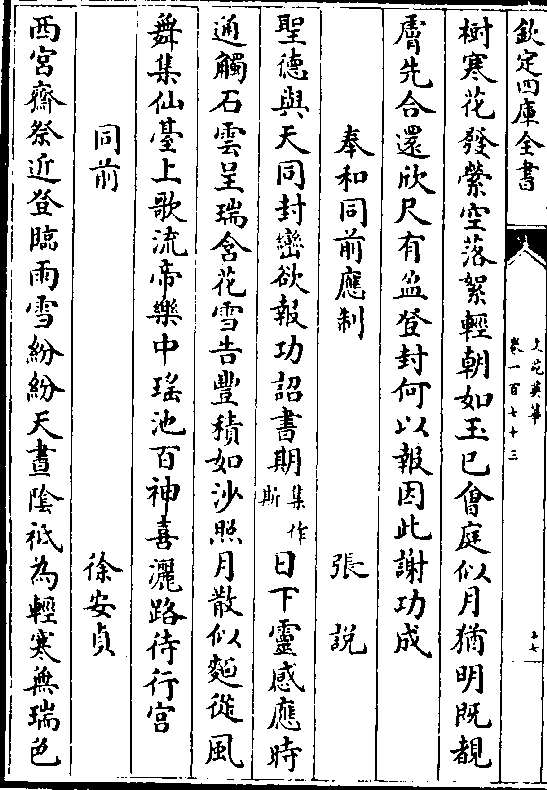 欽定四庫全書
文苑英華
卷一百七十三
十七
樹寒花發縈空落絮輕朝如玉已㑹庭似月猶明既覩
膚先合還欣尺有盈登封何以報因此謝功成
奉和同前應制 張說
聖德與天同封巒欲報功詔書期集作斯日下靈感應時
通觸石雲呈瑞含花雪告豐積如沙照月散似麵從風
舞集仙䑓上歌流帝樂中瑶池百神喜灑路待行宫
同前 徐安貞
西宫齋祭近登臨雨雪紛紛天晝隂祗為輕寒無瑞色